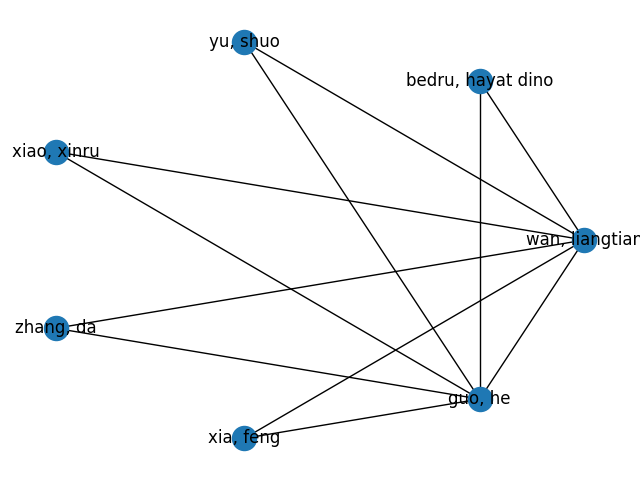 yu, shuo
bedru, hayat dino
xiao, xinru
wan, liangtian
zhang, da
guo, he
xia, feng